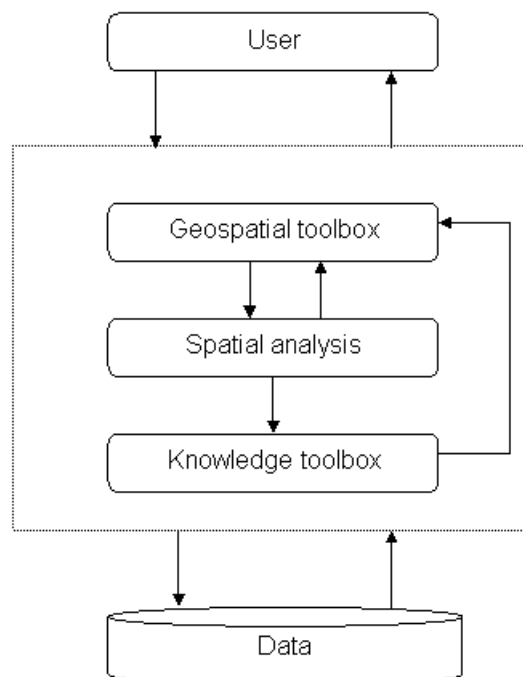 User
Geospatial toolbox
Spatial analysis
Knowledge toolbox
Data